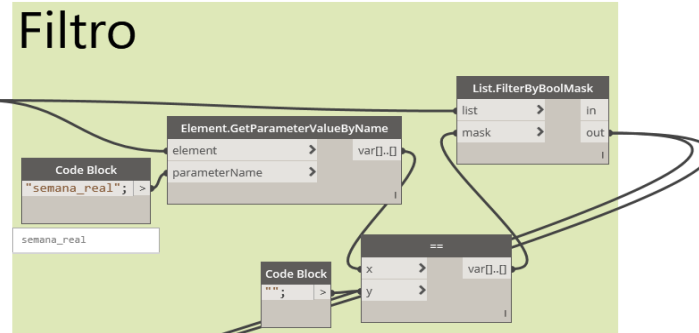 Filtro
List.FilterByBoolMask
list > in
mask > out
Element.GetParameterValueByName
element > var[]..[]
parameterName >
Code Block
"semana_real"; >
semana_real
==
x > var[]..[]
y >
Code Block
""; >